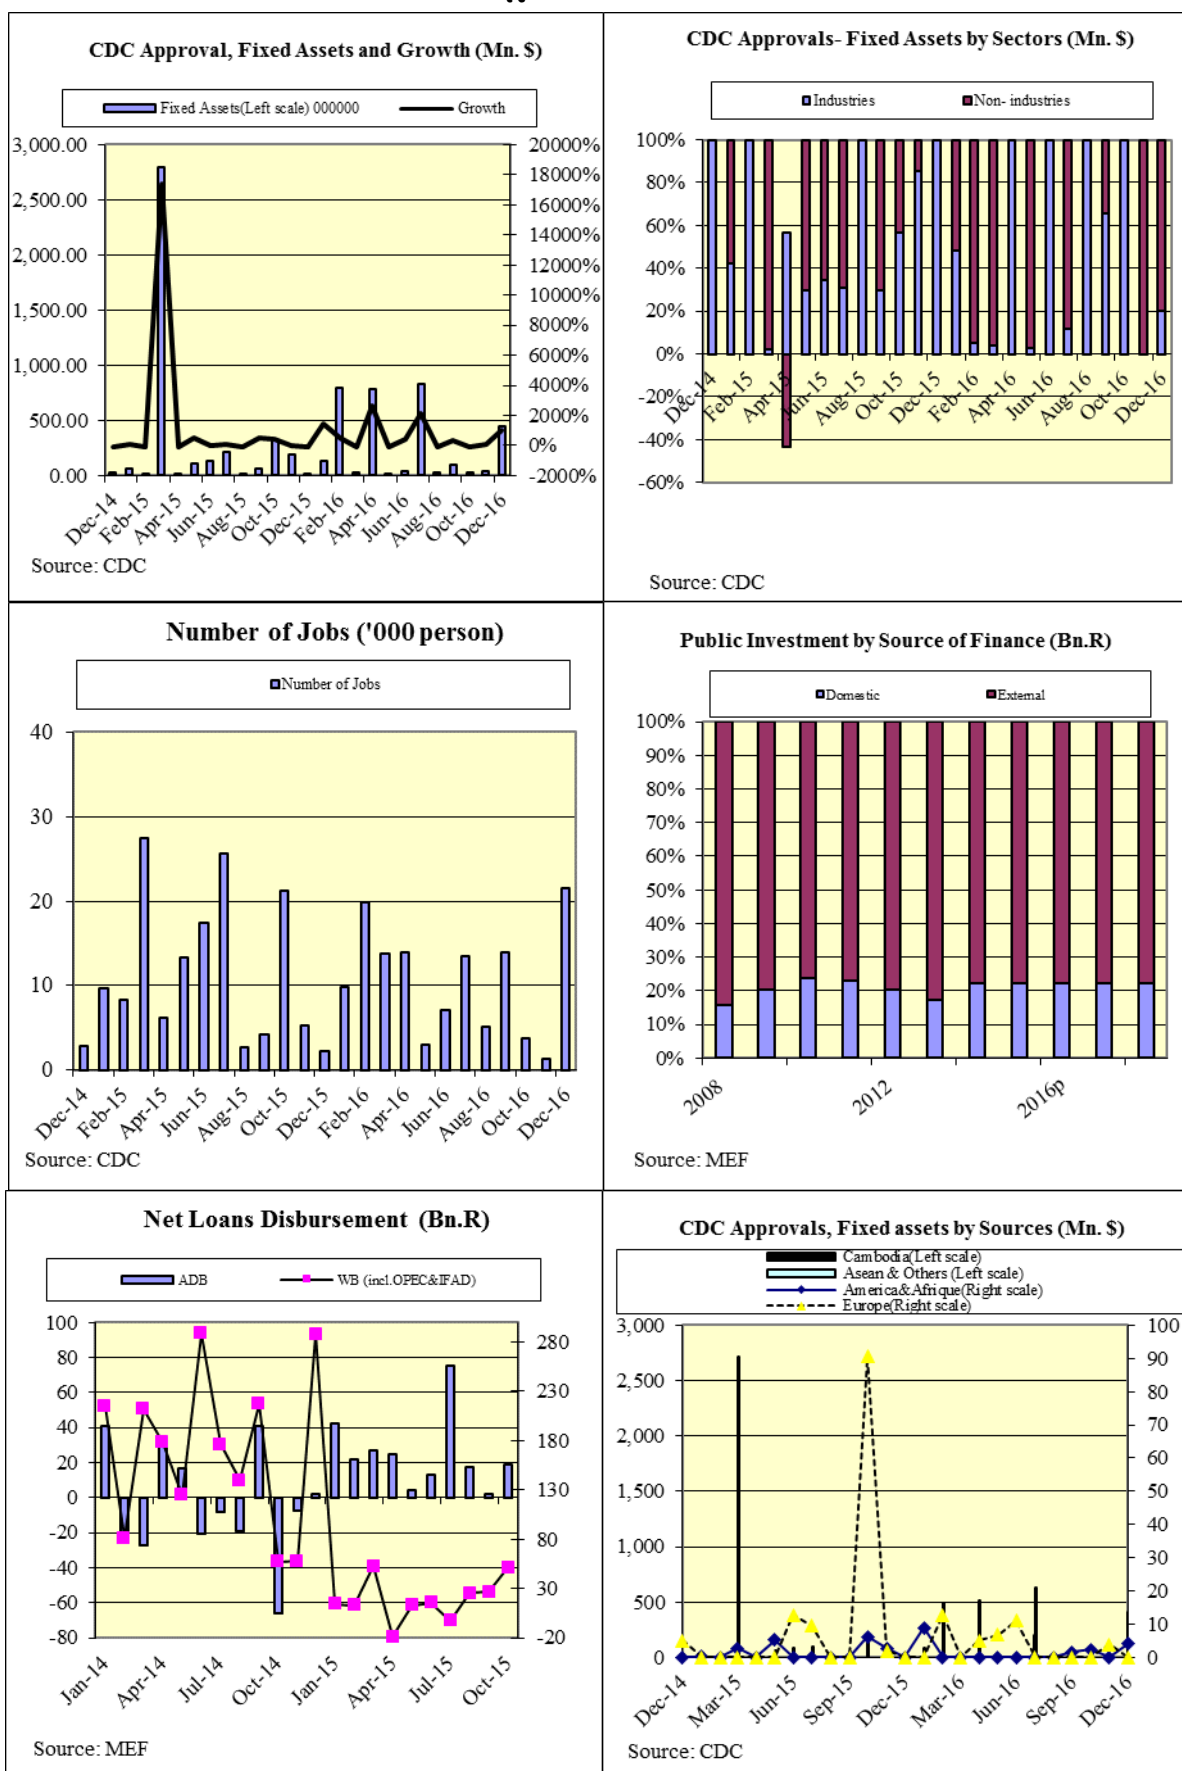 CDC Approval, Fixed Assets and Growth (Mn. $)
Fixed Assets(Left scale) 000000
Growth
3,000.00
2,500.00
2,000.00
1,500.00
1,000.00
500.00
0.00
20000%
18000%
16000%
14000%
12000%
10000%
8000%
6000%
4000%
2000%
0%
-2000%
Dec-14
Feb-15
Apr-15
Jun-15
Aug-15
Oct-15
Dec-15
Feb-16
Apr-16
Jun-16
Aug-16
Oct-16
Dec-16
Source: CDC
CDC Approvals- Fixed Assets by Sectors (Mn. $)
Industries
Non- industries
100%
80%
60%
40%
20%
0%
-20%
-40%
-60%
Dec-14
Feb-15
Apr-15
Jun-15
Aug-15
Oct-15
Dec-15
Feb-16
Apr-16
Jun-16
Aug-16
Oct-16
Dec-16
Source: CDC
Number of Jobs ('000 person)
Number of Jobs
40
30
20
10
0
Dec-14
Feb-15
Apr-15
Jun-15
Aug-15
Oct-15
Dec-15
Feb-16
Apr-16
Jun-16
Aug-16
Oct-16
Dec-16
Source: CDC
Public Investment by Source of Finance (Bn.R)
Domestic
External
100%
90%
80%
70%
60%
50%
40%
30%
20%
10%
0%
2008
2012
2016p
Source: MEF
Net Loans Disbursement (Bn.R)
ADB
WB (incl.OPEC&IFAD)
100
80
60
40
20
0
-20
-40
-60
-80
280
230
180
130
80
30
-20
Jan-14
Apr-14
Jul-14
Oct-14
Jan-15
Apr-15
Jul-15
Oct-15
Source: MEF
CDC Approvals, Fixed assets by Sources (Mn. $)
Cambodia(Left scale)
Asean & Others (Left scale)
America&Afrique(Right scale)
Europe(Right scale)
3,000
2,500
2,000
1,500
1,000
500
0
100
90
80
70
60
50
40
30
20
10
0
Dec-14
Mar-15
Jun-15
Sep-15
Dec-15
Mar-16
Jun-16
Sep-16
Dec-16
Source: CDC